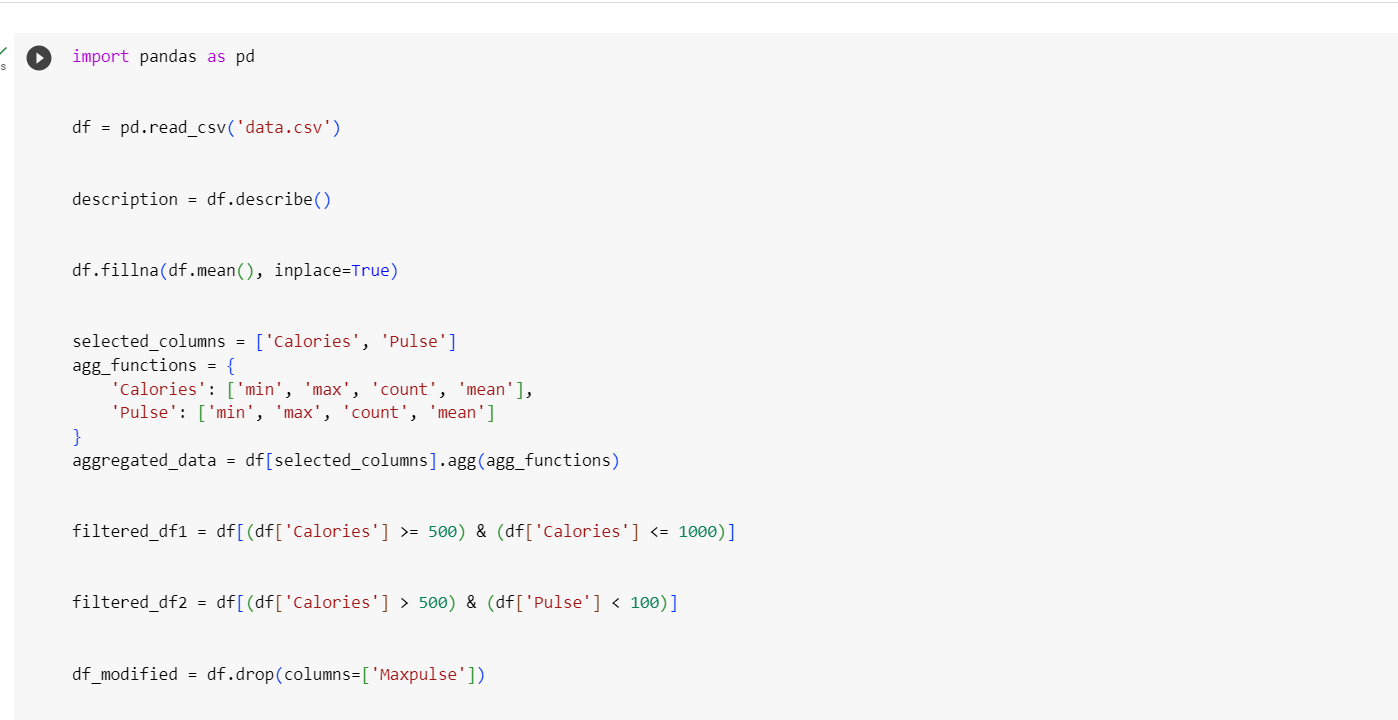 import pandas as pd
s
df = pd.read_csv('data.csv')
description = df.describe()
df.fillna(df.mean(), inplace=True)
selected_columns = ['Calories', 'Pulse']
agg_functions = {
    'Calories': ['min', 'max', 'count', 'mean'],
    'Pulse': ['min', 'max', 'count', 'mean']
}
aggregated_data = df[selected_columns].agg(agg_functions)
filtered_df1 = df[(df['Calories'] >= 500) & (df['Calories'] <= 1000)]
filtered_df2 = df[(df['Calories'] > 500) & (df['Pulse'] < 100)]
df_modified = df.drop(columns=['Maxpulse'])